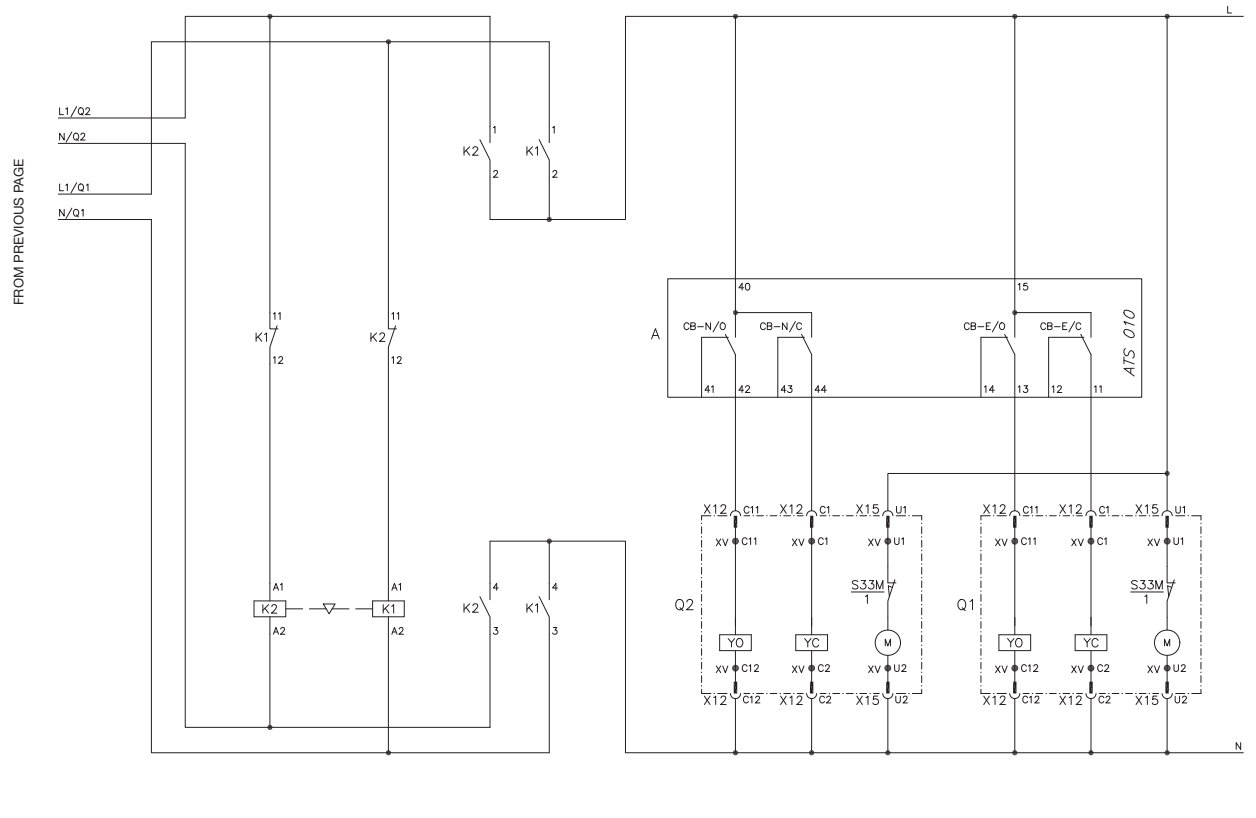 L
L1/Q2
N/Q2
L1/Q1
N/Q1
FROM PREVIOUS PAGE
1 1
K2 K1
2 2
40 15
11 11
K1 K2
12 12
A CB-N/O CB-N/C CB-E/O CB-E/C ATS 010
41 42 43 44 14 13 12 11
X12 C11 X12 C1 X15 U1 X12 C11 X12 C1 X15 U1
XV C11 XV C1 XV U1 XV C11 XV C1 XV U1
A1 A1 4 4
K2 K1 K2 K1
A2 A2 3 3
S33M S33M
1 1
Q2 Q1
YO YC M YO YC M
XV C12 XV C2 XV U2 XV C12 XV C2 XV U2
X12 C12 X12 C2 X15 U2 X12 C12 X12 C2 X15 U2
N